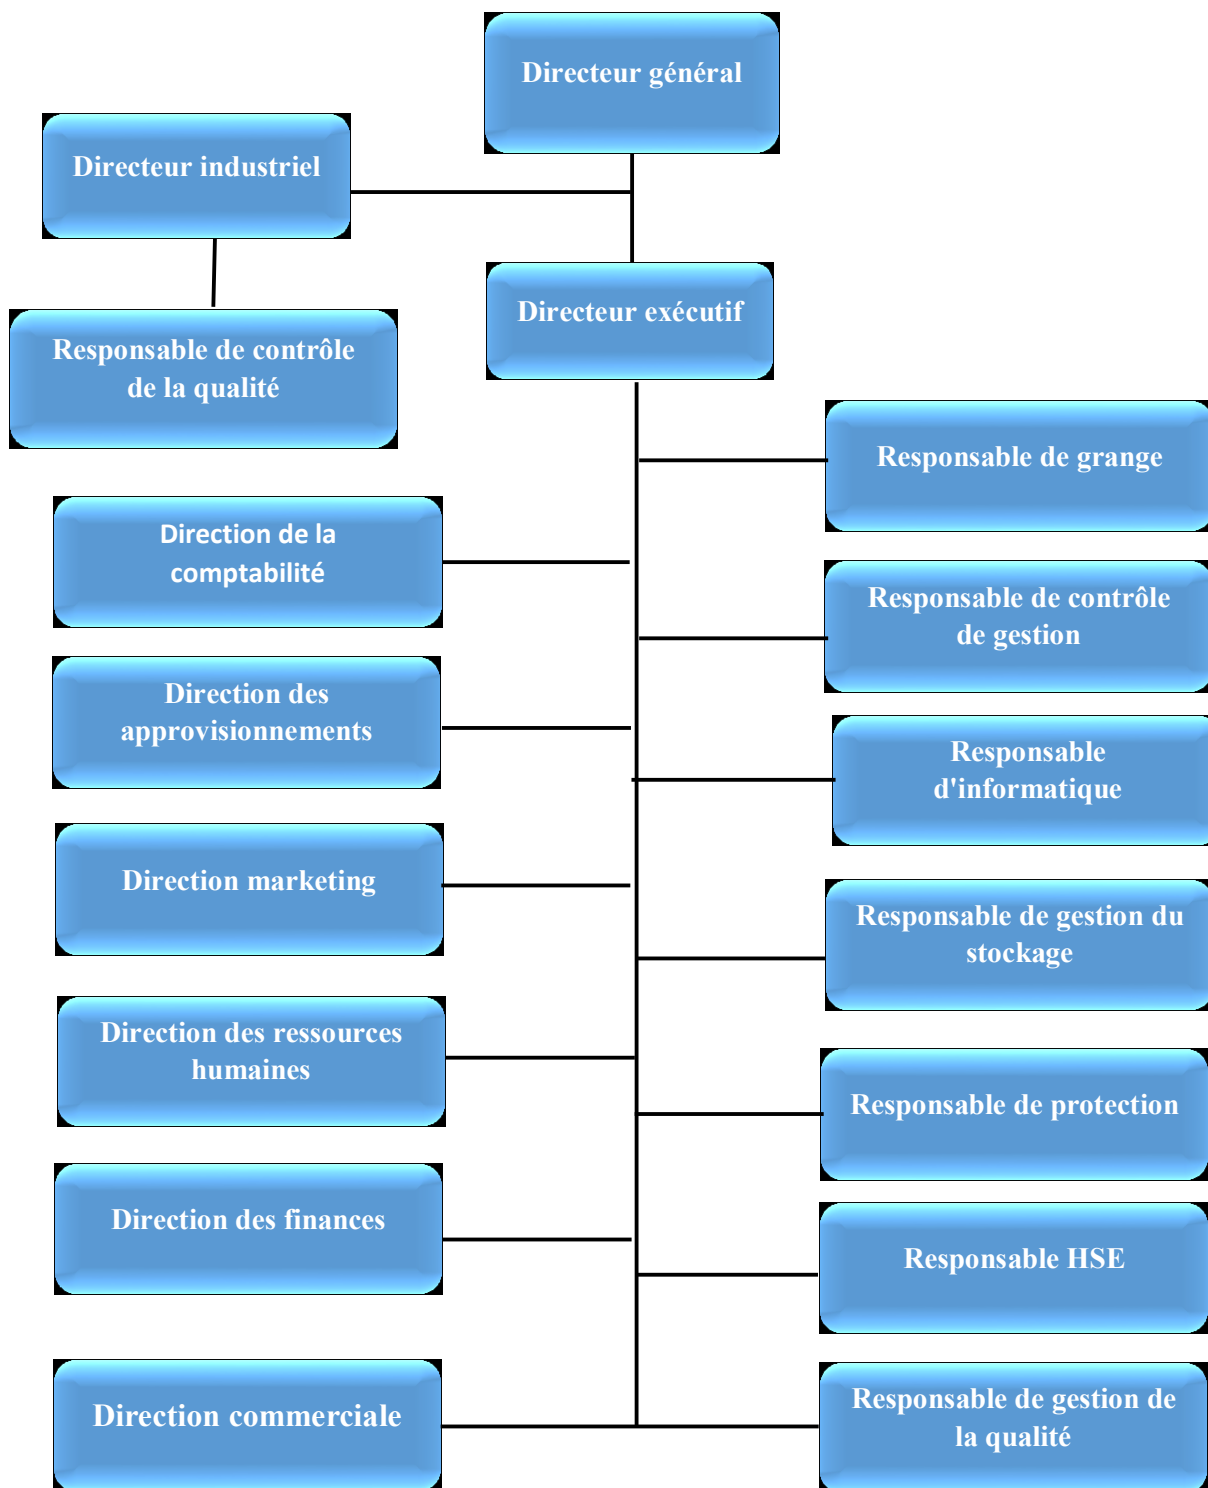 Directeur général
Directeur industriel
Directeur exécutif
Responsable de contrôle
de la qualité
Responsable de grange
Direction de la
comptabilité
Responsable de contrôle
de gestion
Direction des
approvisionnements
Responsable
d'informatique
Direction marketing
Responsable de gestion du
stockage
Direction des ressources
humaines
Responsable de protection
Direction des finances
Responsable HSE
Direction commerciale
Responsable de gestion de
la qualité